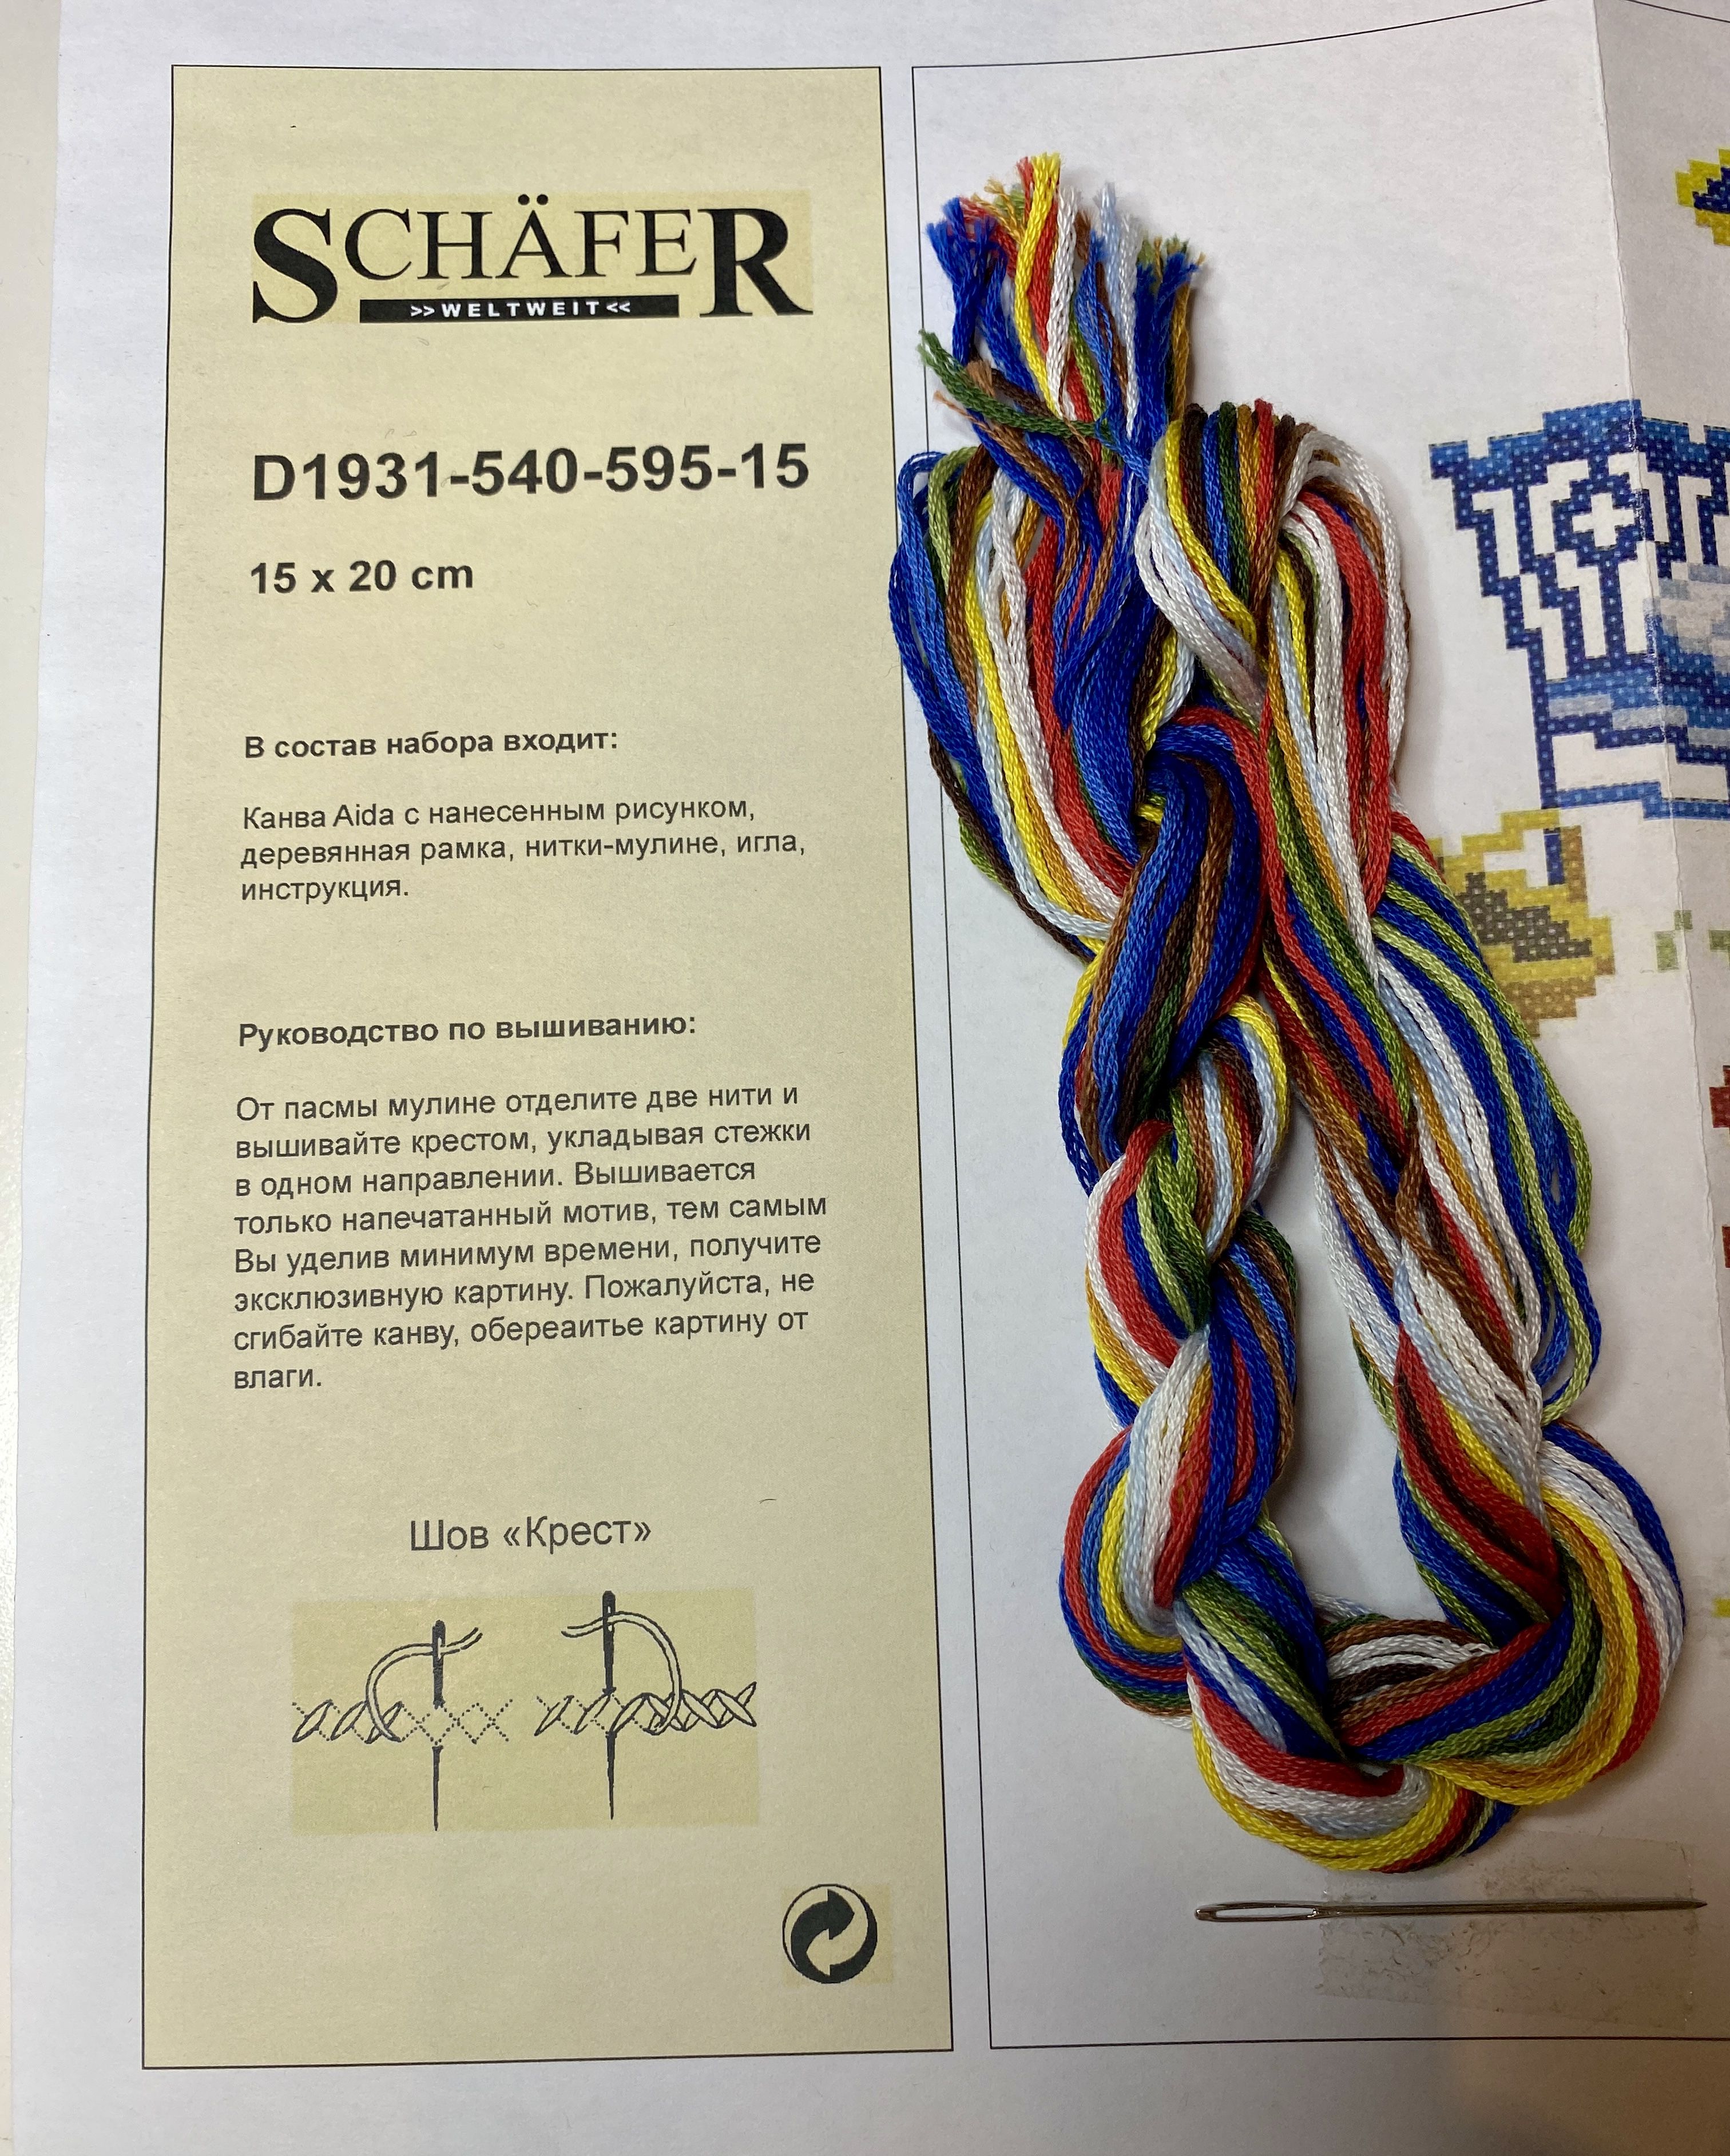 SCHÄFER
>>WELTWEIT<<
D1931-540-595-15
15 x 20 cm
В состав набора входит:
Канва Aida с нанесенным рисунком,
деревянная рамка, нитки-мулине, игла,
инструкция.
Руководство по вышиванию:
От пасмы мулине отделите две нити и
вышивайте крестом, укладывая стежки
в одном направлении. Вышивается
только напечатанный мотив, тем самым
Вы уделив минимум времени, получите
эксклюзивную картину. Пожалуйста, не
сгибайте канву, обереаитье картину от
влаги.
Шов «Крест»